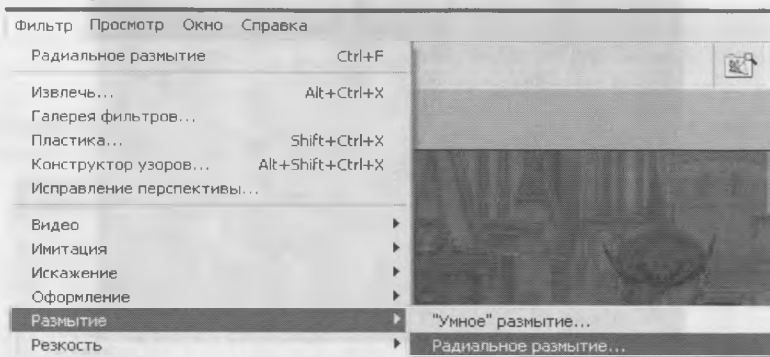 Фильтр Просмотр Окно Справка
Радиальное размытие Ctrl+F
Извлечь... Alt+Ctrl+X
Галерея фильтров...
Пластика... Shift+Ctrl+X
Конструктор узоров... Alt+Shift+Ctrl+X
Исправление перспективы...
Видео
Имитация
Искажение
Оформление
Размытие
"Умное" размытие...
Резкость
Радиальное размытие...